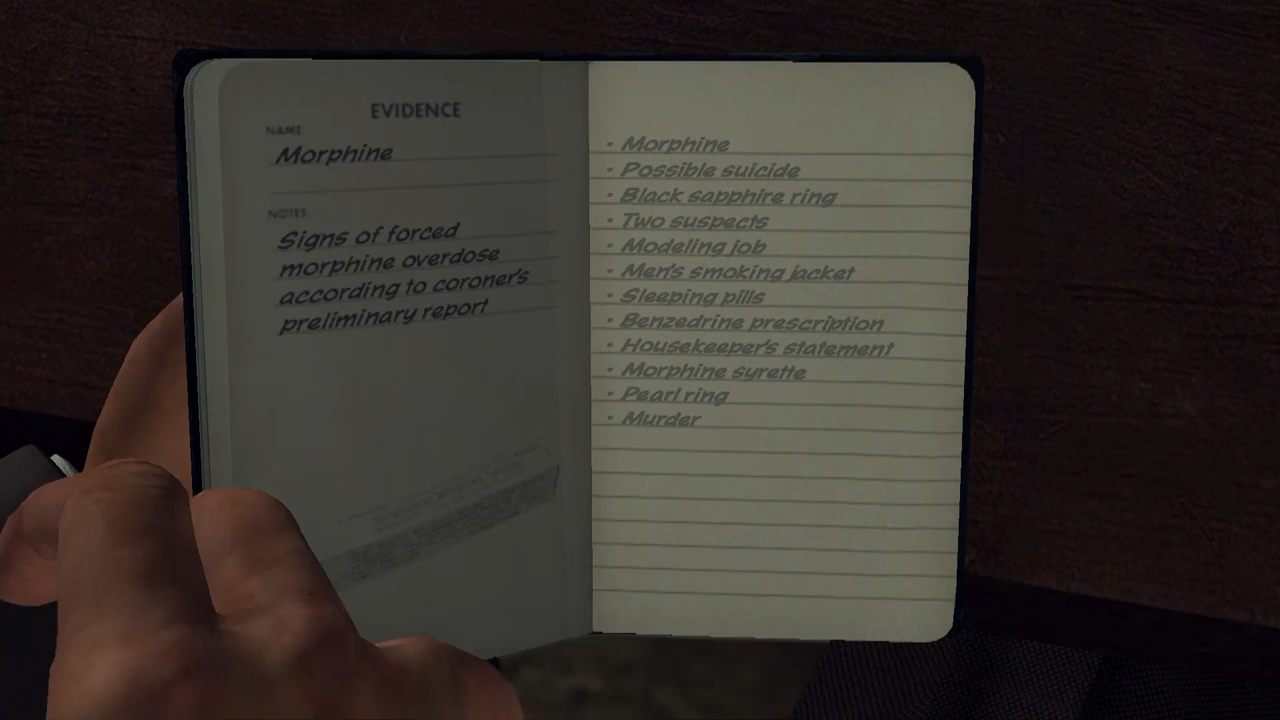 EVIDENCE
NAME
Morphine
NOTES
Signs of forced
morphine overdose
according to coroner's
preliminary report
• Morphine
• Possible suicide
• Black sapphire ring
• Two suspects
• Modeling job
• Men's smoking jacket
• Sleeping pills
• Benzedrine prescription
• Housekeeper's statement
• Morphine syrette
• Pearl ring
• Murder